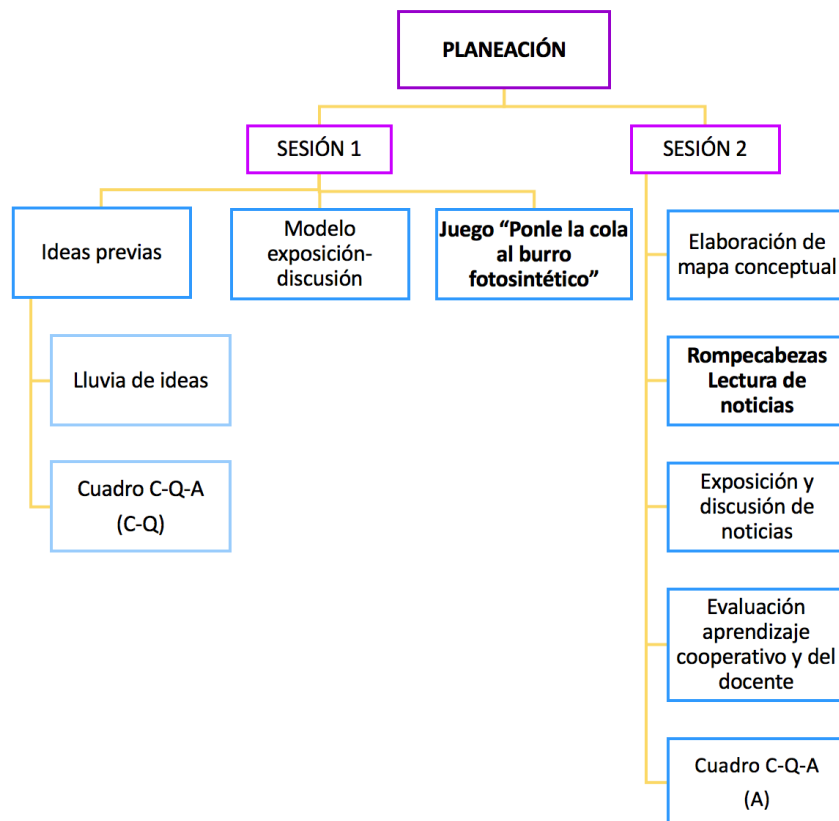 PLANEACIÓN
SESIÓN 1
SESIÓN 2
Ideas previas
Modelo
exposición-
discusión
Juego “Ponle la cola
al burro
fotosintético”
Lluvia de ideas
Cuadro C-Q-A
(C-Q)
Elaboración de
mapa conceptual
Rompecabezas
Lectura de
noticias
Exposición y
discusión de
noticias
Evaluación
aprendizaje
cooperativo y del
docente
Cuadro C-Q-A
(A)